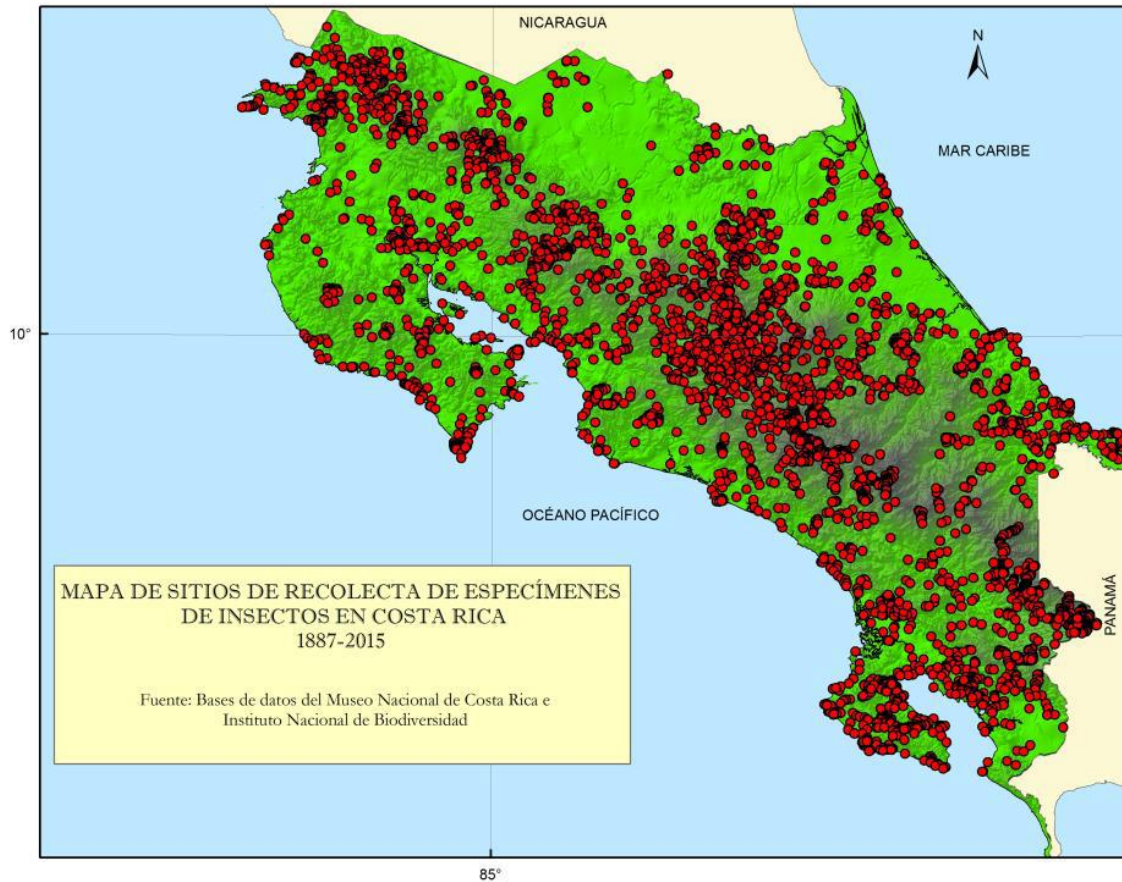 NICARAGUA
N
MAR CARIBE
10°
OCÉANO PACÍFICO
MAPA DE SITIOS DE RECOLECTA DE ESPECÍMENES
DE INSECTOS EN COSTA RICA
1887-2015
Fuente: Bases de datos del Museo Nacional de Costa Rica e
Instituto Nacional de Biodiversidad
PANAMÁ
85°